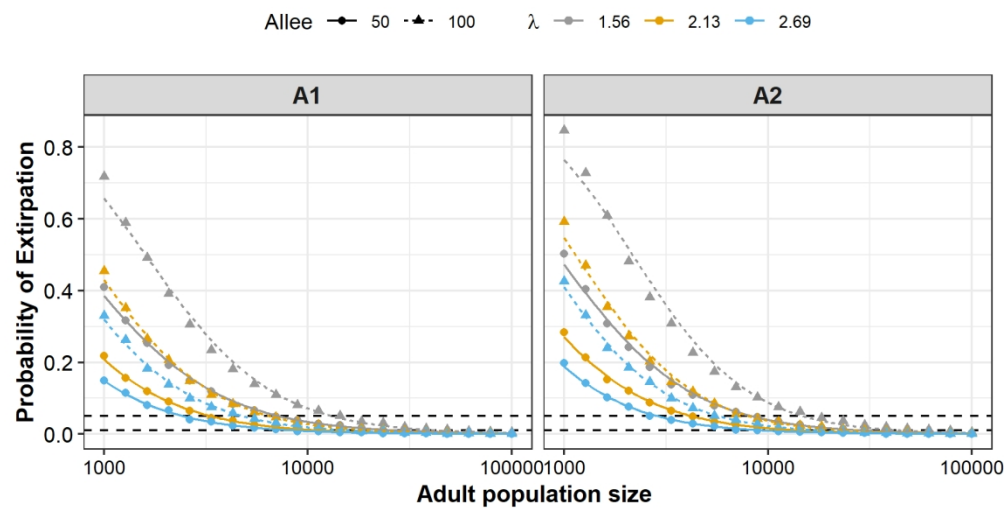 Allee 50 100 λ 1.56 2.13 2.69
A1 A2
Probability of Extirpation
0.8
0.6
0.4
0.2
0.0
1000 10000 100000 1000 10000 100000
Adult population size